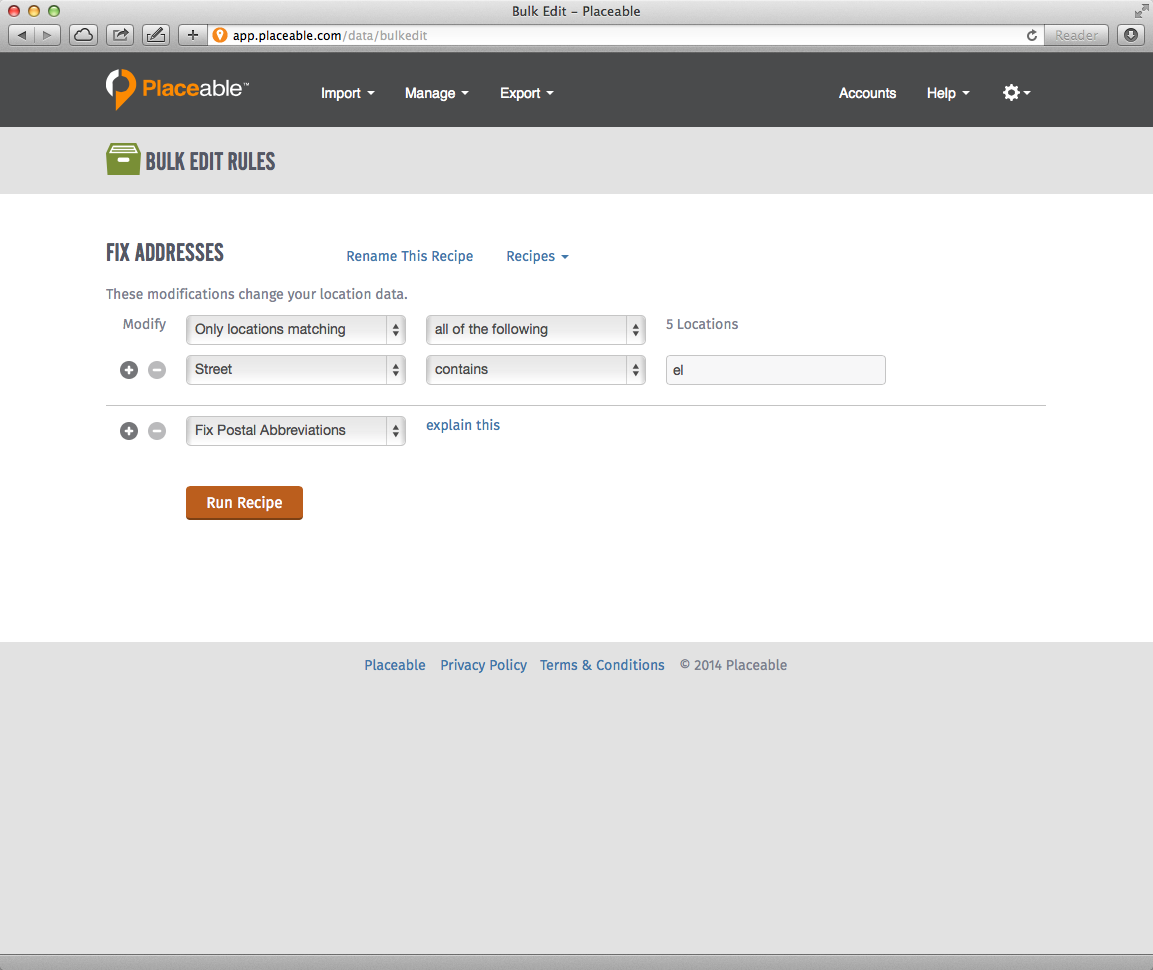 Bulk Edit – Placeable
app.placeable.com/data/bulkedit
Reader
Placeable™
Import
Manage
Export
Accounts
Help
BULK EDIT RULES
FIX ADDRESSES
Rename This Recipe
Recipes
These modifications change your location data.
Modify
Only locations matching
all of the following
5 Locations
Street
contains
el
Fix Postal Abbreviations
explain this
Run Recipe
Placeable Privacy Policy Terms & Conditions © 2014 Placeable